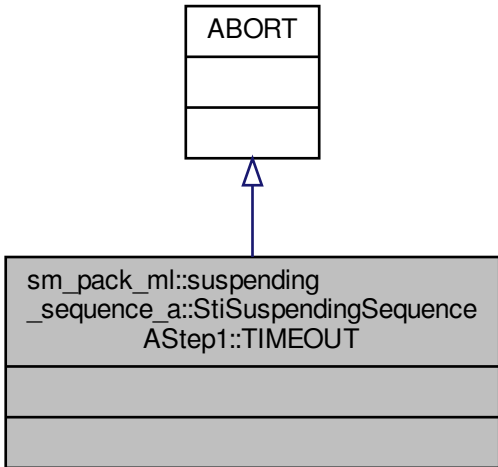 ABORT
sm_pack_ml::suspending
_sequence_a::StiSuspendingSequence
AStep1::TIMEOUT